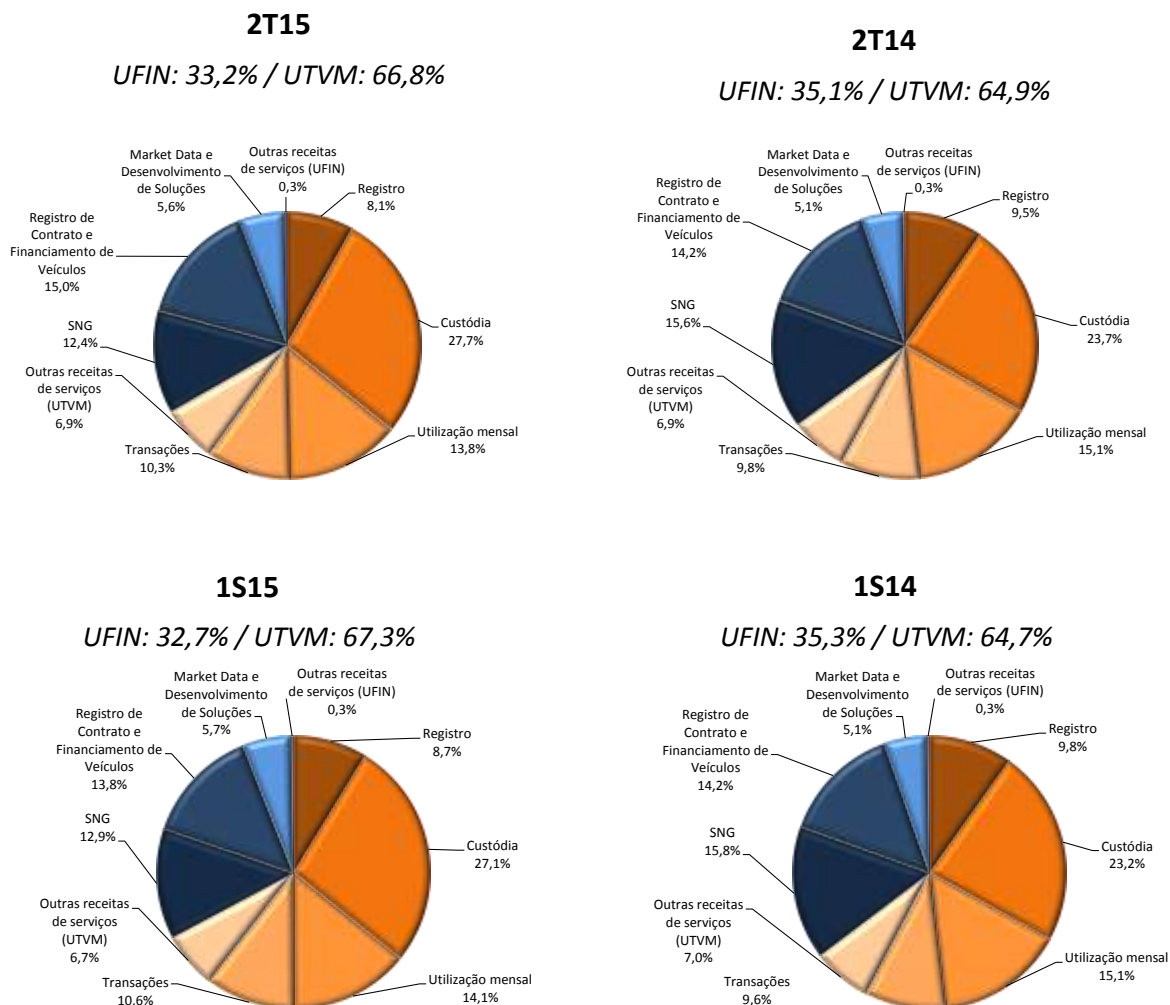 2T15
UFIN: 33,2% / UTVM: 66,8%
Market Data e
Desenvolvimento
de Soluções
5,6%
Outras receitas
de serviços (UFIN)
0,3%
Registro
8,1%
Registro de
Contrato e
Financiamento de
Veículos
15,0%
Custódia
27,7%
SNG
12,4%
Outras receitas
de serviços
(UTVM)
6,9%
Utilização mensal
13,8%
Transações
10,3%
2T14
UFIN: 35,1% / UTVM: 64,9%
Market Data e
Desenvolvimento
de Soluções
5,1%
Outras receitas
de serviços (UFIN)
0,3%
Registro
9,5%
Registro de
Contrato e
Financiamento de
Veículos
14,2%
SNG
15,6%
Custódia
23,7%
Outras receitas
de serviços
(UTVM)
6,9%
Utilização mensal
15,1%
Transações
9,8%
1S15
UFIN: 32,7% / UTVM: 67,3%
Market Data e
Desenvolvimento
de Soluções
5,7%
Outras receitas
de serviços (UFIN)
0,3%
Registro
8,7%
Registro de
Contrato e
Financiamento de
Veículos
13,8%
SNG
12,9%
Custódia
27,1%
Outras receitas
de serviços
(UTVM)
6,7%
Transações
10,6%
Utilização mensal
14,1%
1S14
UFIN: 35,3% / UTVM: 64,7%
Market Data e
Desenvolvimento
de Soluções
5,1%
Outras receitas
de serviços (UFIN)
0,3%
Registro
9,8%
Registro de
Contrato e
Financiamento de
Veículos
14,2%
SNG
15,8%
Custódia
23,2%
Outras receitas
de serviços
(UTVM)
7,0%
Transações
9,6%
Utilização mensal
15,1%